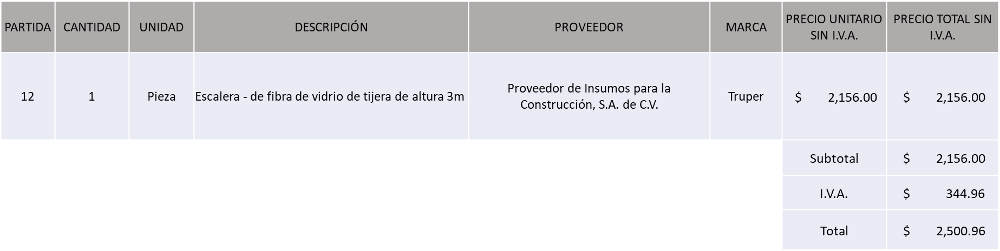 PARTIDA CANTIDAD UNIDAD DESCRIPCIÓN PROVEEDOR MARCA PRECIO UNITARIO SIN I.V.A. PRECIO TOTAL SIN I.V.A.
12 1 Pieza Escalera - de fibra de vidrio de tijera de altura 3m Proveedor de Insumos para la Construcción, S.A. de C.V. Truper $ 2,156.00 $ 2,156.00
Subtotal $ 2,156.00
I.V.A. $ 344.96
Total $ 2,500.96